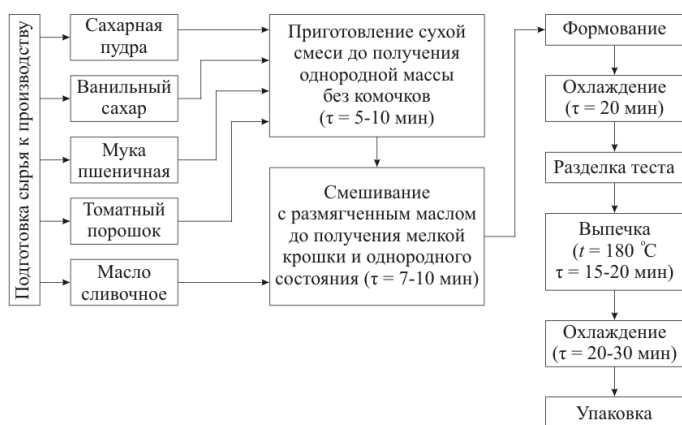 Подготовка сырья к производству
Сахарная
пудра
Ванильный
сахар
Мука
пшеничная
Томатный
порошок
Масло
сливочное
Приготовление сухой
смеси до получения
однородной массы
без комочков
(τ = 5-10 мин)
Смешивание
с размягченным маслом
до получения мелкой
крошки и однородного
состояния (τ = 7-10 мин)
Формование
Охлаждение
(τ = 20 мин)
Разделка теста
Выпечка
(t = 180 °C
τ = 15-20 мин)
Охлаждение
(τ = 20-30 мин)
Упаковка